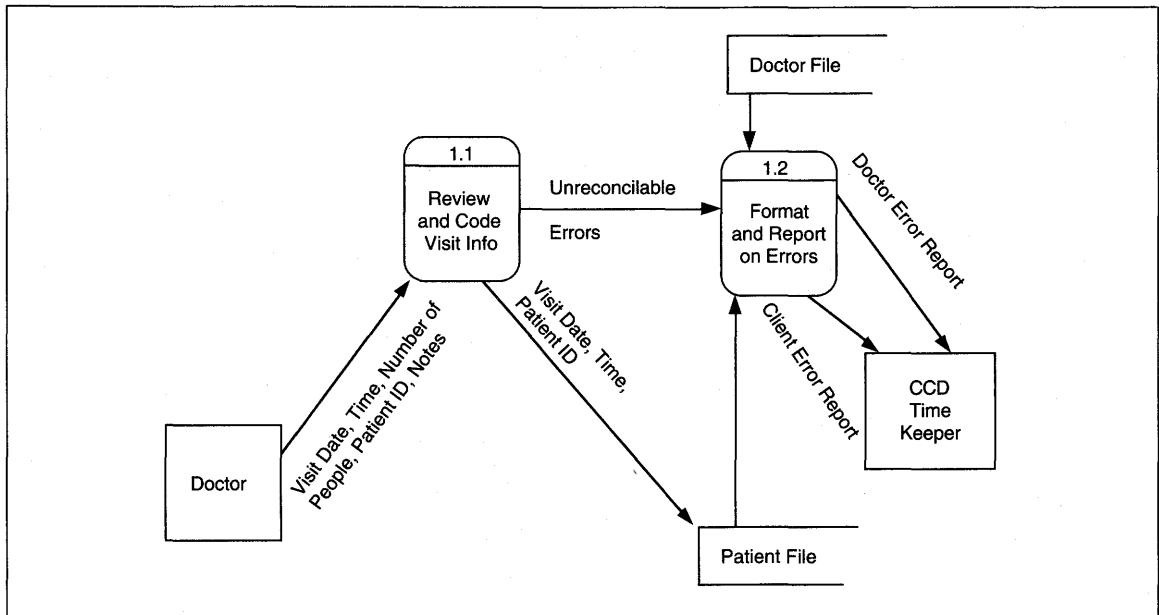 Doctor File
1.1
Review
and Code
Visit Info
Unreconcilable
Errors
1.2
Format
and Report
on Errors
Doctor Error Report
Client Error Report
Visit Date, Time,
Patient ID
Visit Date, Time, Number of
People, Patient ID, Notes
CCD
Time
Keeper
Doctor
Patient File